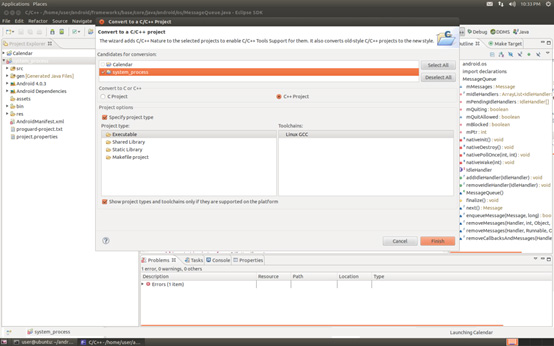 Applications Places
10:33 PM
C/C++ - /home/user/android/frameworks/base/core/java/android/os/MessageQueue.java - Eclipse SDK
Convert to a C/C++ Project
File Edit Refactor Source Navigate
Convert to a C/C++ Project
The wizard adds C/C++ Nature to the selected projects to enable C/C++ Tools Support for them. It also converts old-style C/C++ projects to the new style.
Debug DDMS Java
Project Explorer
Calendar
system_process
src
gen [Generated Java Files]
Android 4.0.3
Android Dependencies
assets
bin
res
AndroidManifest.xml
proguard-project.txt
project.properties
Candidates for conversion:
Calendar
system_process
Select All
Deselect All
Convert to C or C++
C Project
C++ Project
Project options
Specify project type
Project type:
Toolchains:
Executable
Linux GCC
Shared Library
Static Library
Makefile project
Show project types and toolchains only if they are supported on the platform
Cancel
Finish
Outline
Make Target
android.os
import declarations
MessageQueue
mMessages : Message
mIdleHandlers : ArrayList<IdleHandler>
mPendingIdleHandlers : IdleHandler[]
mQuiting : boolean
mQuitAllowed : boolean
mBlocked : boolean
mPtr : int
nativeInit() : void
nativeDestroy() : void
nativePollOnce(int, int) : void
nativeWake(int) : void
IdleHandler
addIdleHandler(IdleHandler) : void
removeIdleHandler(IdleHandler) : void
MessageQueue()
finalize() : void
next() : Message
enqueueMessage(Message, long) :
removeMessages(Handler, int, Object,
removeMessages(Handler, Runnable, O
removeCallbacksAndMessages(Handl
Problems
Tasks
Console
Properties
1 error, 0 warnings, 0 others
Description
Resource
Path
Location
Type
Errors (1 item)
system_process
Launching Calendar
user@ubuntu: ~/andr...
C/C++ - /home/user/a...